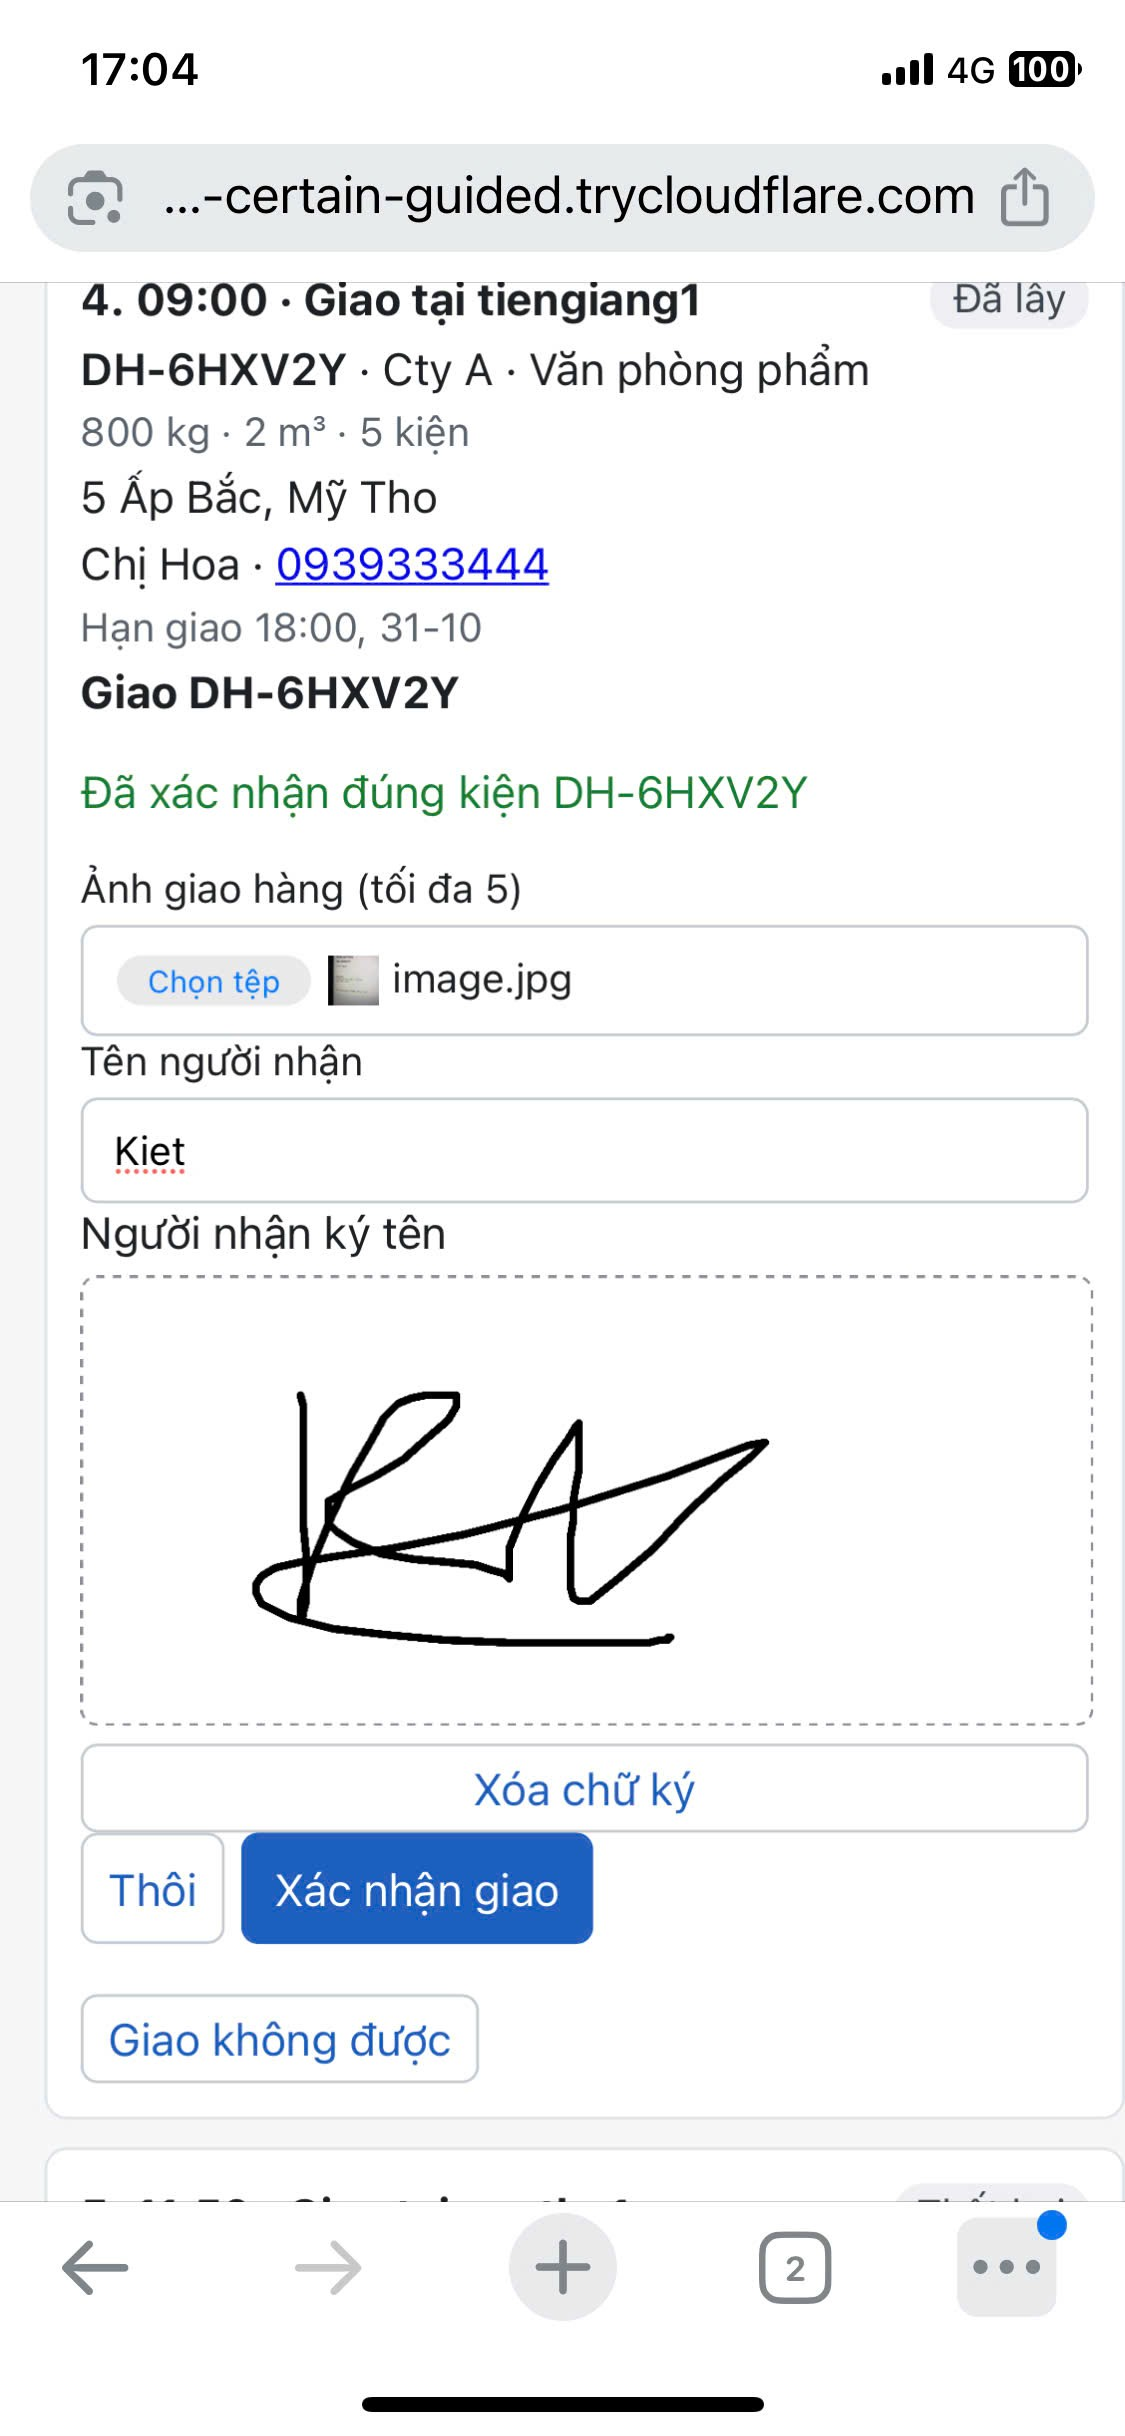 17:04 4G 100
...-certain-guided.trycloudflare.com
4. 09:00 · Giao tại tiengiang1 Đã lấy
DH-6HXV2Y · Cty A · Văn phòng phẩm
800 kg · 2 m³ · 5 kiện
5 Ấp Bắc, Mỹ Tho
Chị Hoa · 0939333444
Hạn giao 18:00, 31-10
Giao DH-6HXV2Y
Đã xác nhận đúng kiện DH-6HXV2Y
Ảnh giao hàng (tối đa 5)
Chọn tệp image.jpg
Tên người nhận
Kiet
Người nhận ký tên
Xóa chữ ký
Thôi Xác nhận giao
Giao không được
2